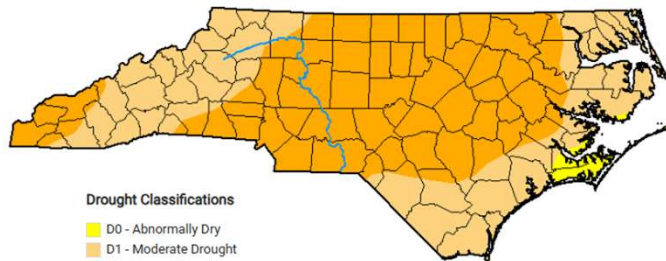 Drought Classifications
D0 - Abnormally Dry
D1 - Moderate Drought